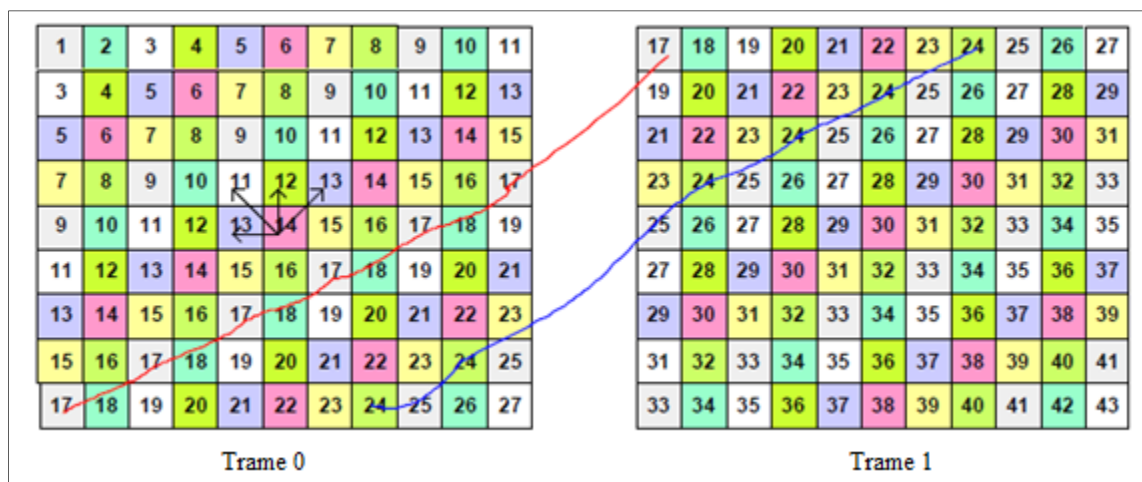 1 2 3 4 5 6 7 8 9 10 11 17 18 19 20 21 22 23 24 25 26 27
3 4 5 6 7 8 9 10 11 12 13 19 20 21 22 23 24 25 26 27 28 29
5 6 7 8 9 10 11 12 13 14 15 21 22 23 24 25 26 27 28 29 30 31
7 8 9 10 11 12 13 14 15 16 17 23 24 25 26 27 28 29 30 31 32 33
9 10 11 12 13 14 15 16 17 18 19 25 26 27 28 29 30 31 32 33 34 35
11 12 13 14 15 16 17 18 19 20 21 27 28 29 30 31 32 33 34 35 36 37
13 14 15 16 17 18 19 20 21 22 23 29 30 31 32 33 34 35 36 37 38 39
15 16 17 18 19 20 21 22 23 24 25 31 32 33 34 35 36 37 38 39 40 41
17 18 19 20 21 22 23 24 25 26 27 33 34 35 36 37 38 39 40 41 42 43
Trame 0 Trame 1